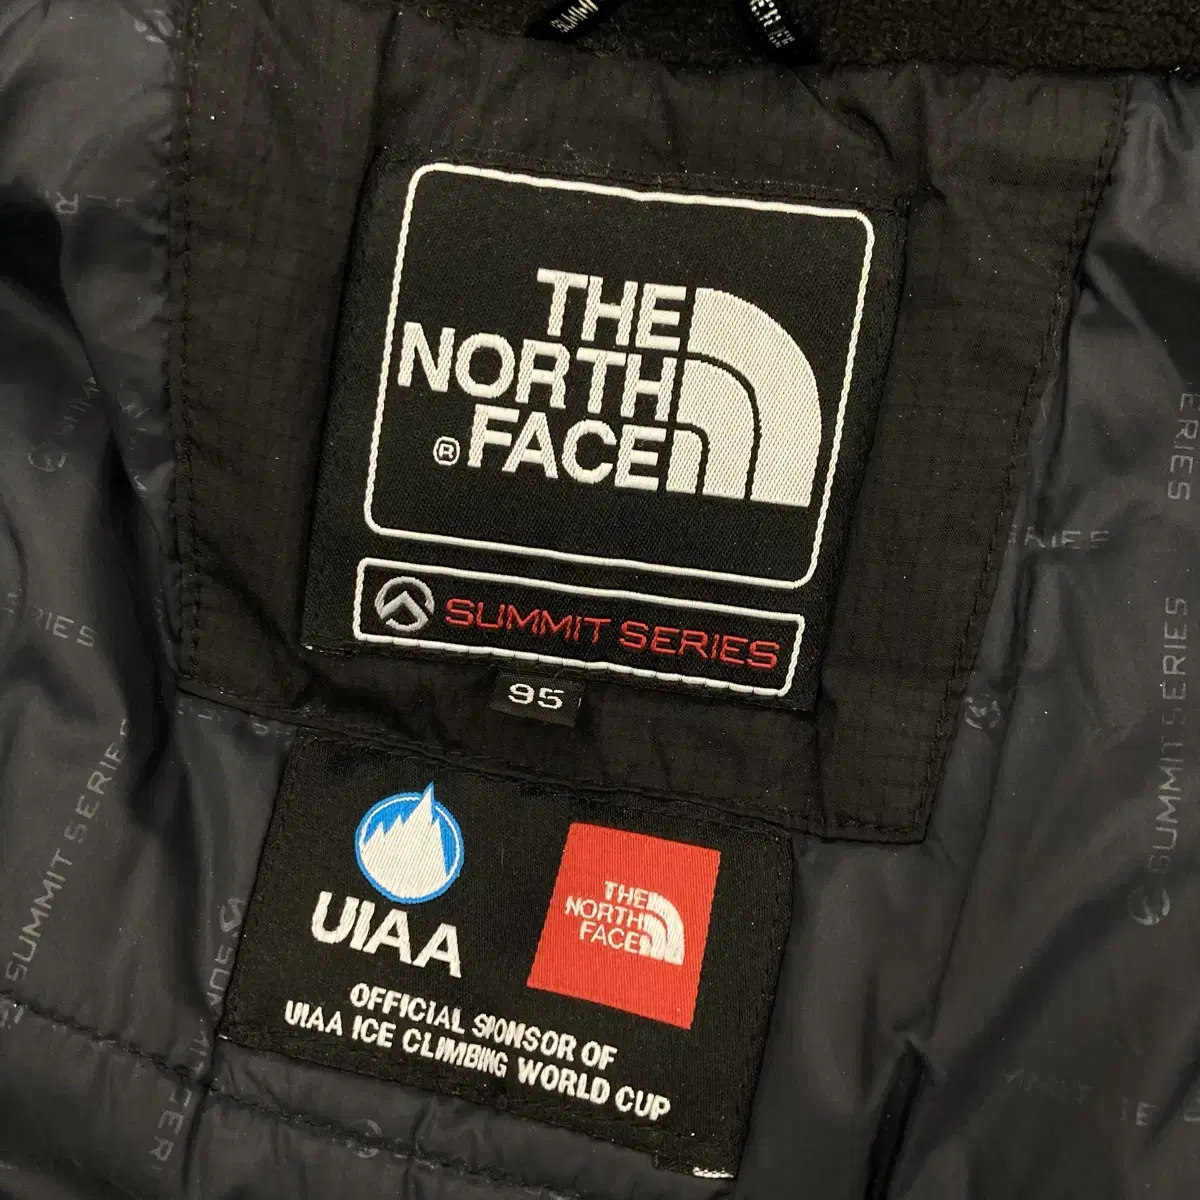 THE
NORTH
® FACE
SUMMIT SERIES
95
UIAA
THE
NORTH
FACE
OFFICIAL SPONSOR OF
UIAA ICE CLIMBING WORLD CUP
SERIES
SUMMIT SERIES
SUMMIT SERIES